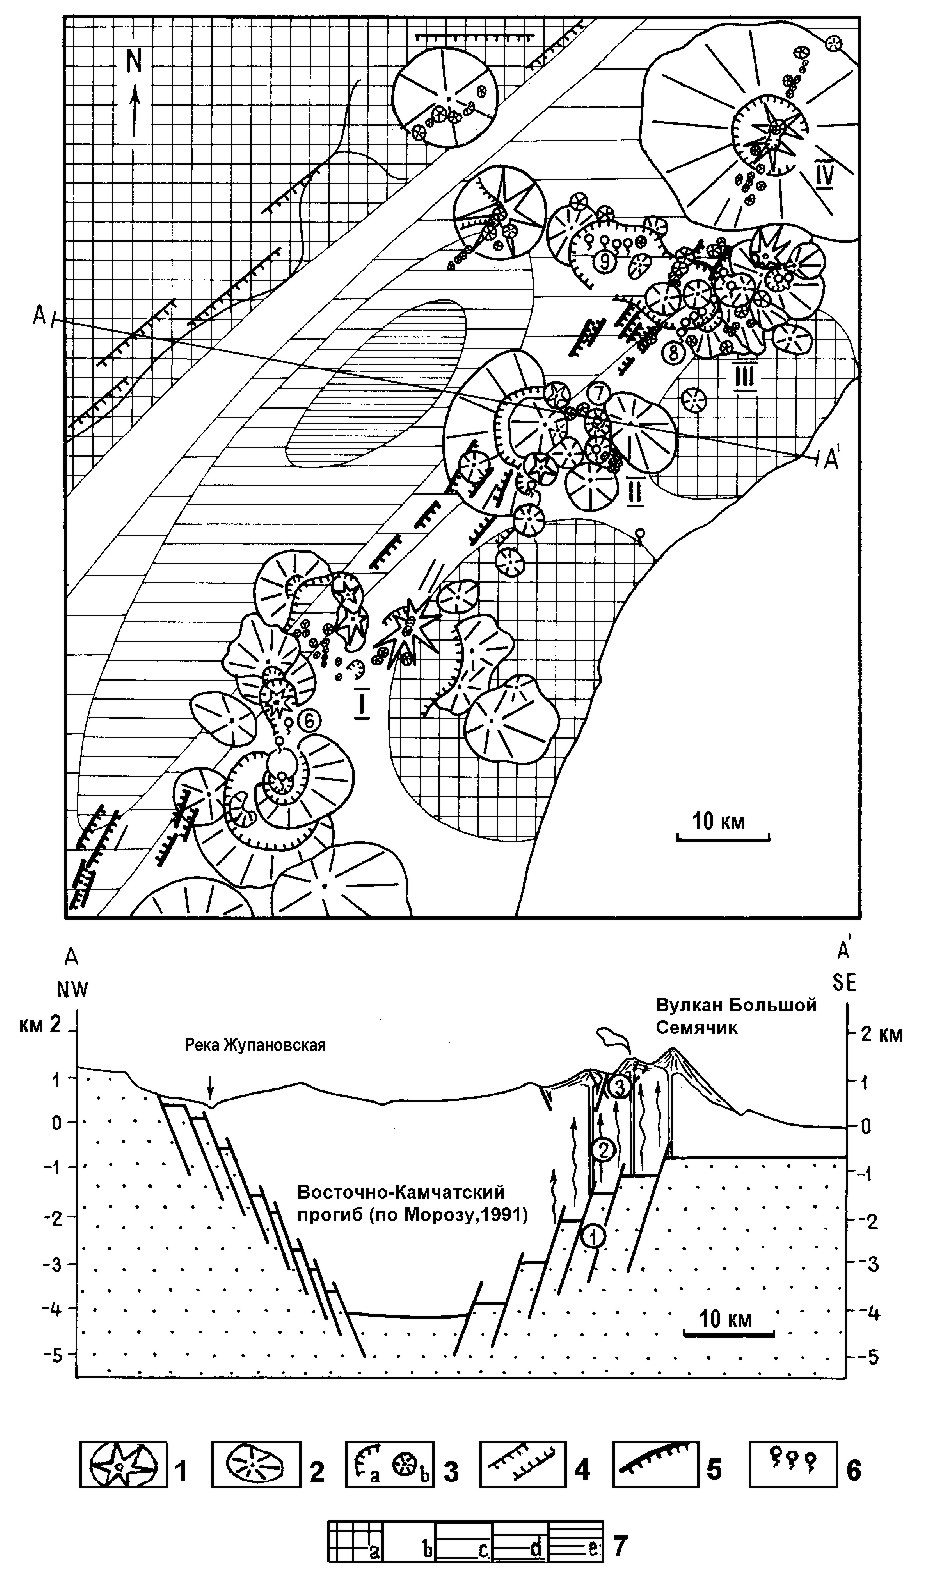 N
IV
9
A
A'
8
III
7
II
I
6
10 км
A
A'
NW
SE
Вулкан Большой
Семячик
км 2
2 км
Река Жупановская
1
1
3
0
0
2
-1
-1
Восточно-Камчатский
прогиб (по Морозу,1991)
-2
-2
1
-3
-3
-4
-4
10 км
-5
-5
1
2
a
b
3
4
5
6
a
b
c
d
e
7